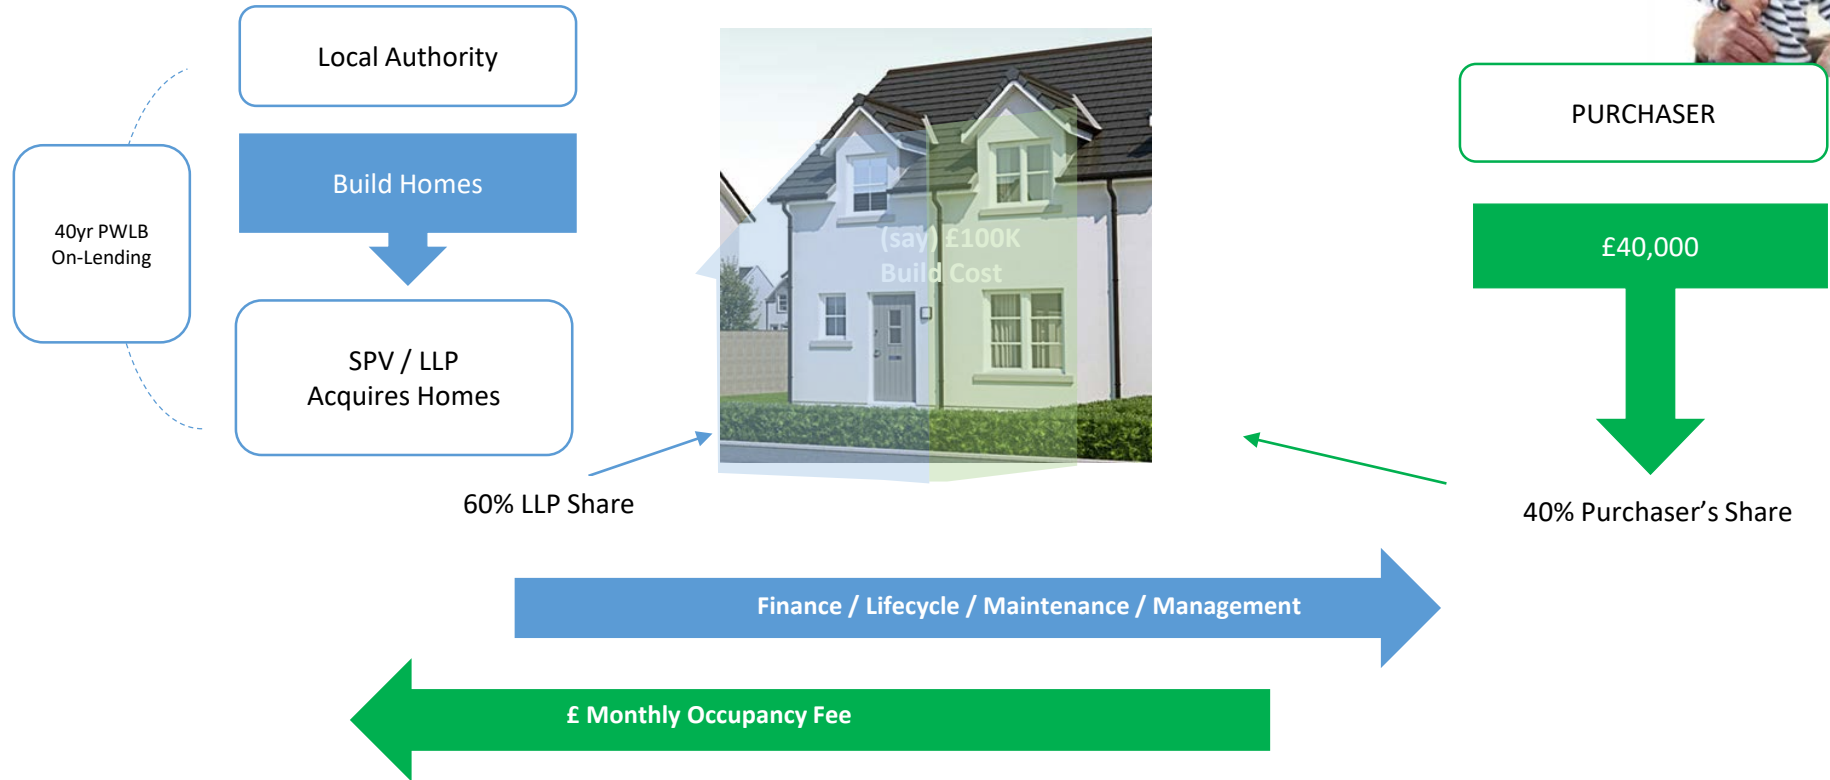 Local Authority
Build Homes
40yr PWLB
On-Lending
SPV / LLP
Acquires Homes
60% LLP Share
(say) £100K
Build Cost
PURCHASER
£40,000
40% Purchaser’s Share
Finance / Lifecycle / Maintenance / Management
£ Monthly Occupancy Fee